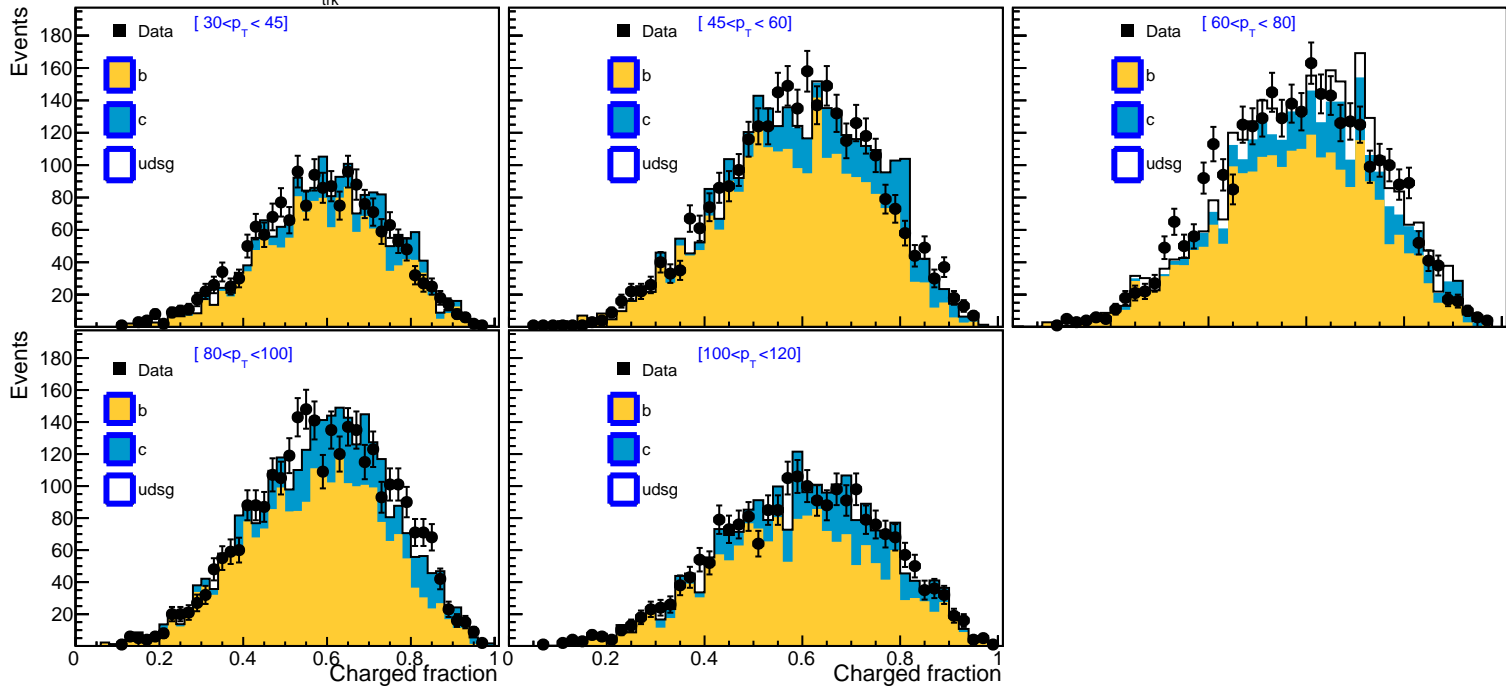 trk
[ 30<p_T < 45]
Data
b
c
udsg
Events
180
160
140
120
100
80
60
40
20
[ 45<p_T < 60]
Data
b
c
udsg
[ 60<p_T < 80]
Data
b
c
udsg
[ 80<p_T <100]
Data
b
c
udsg
Events
180
160
140
120
100
80
60
40
20
0 0.2 0.4 0.6 0.8 1
Charged fraction
[100<p_T <120]
Data
b
c
udsg
0 0.2 0.4 0.6 0.8 1
Charged fraction